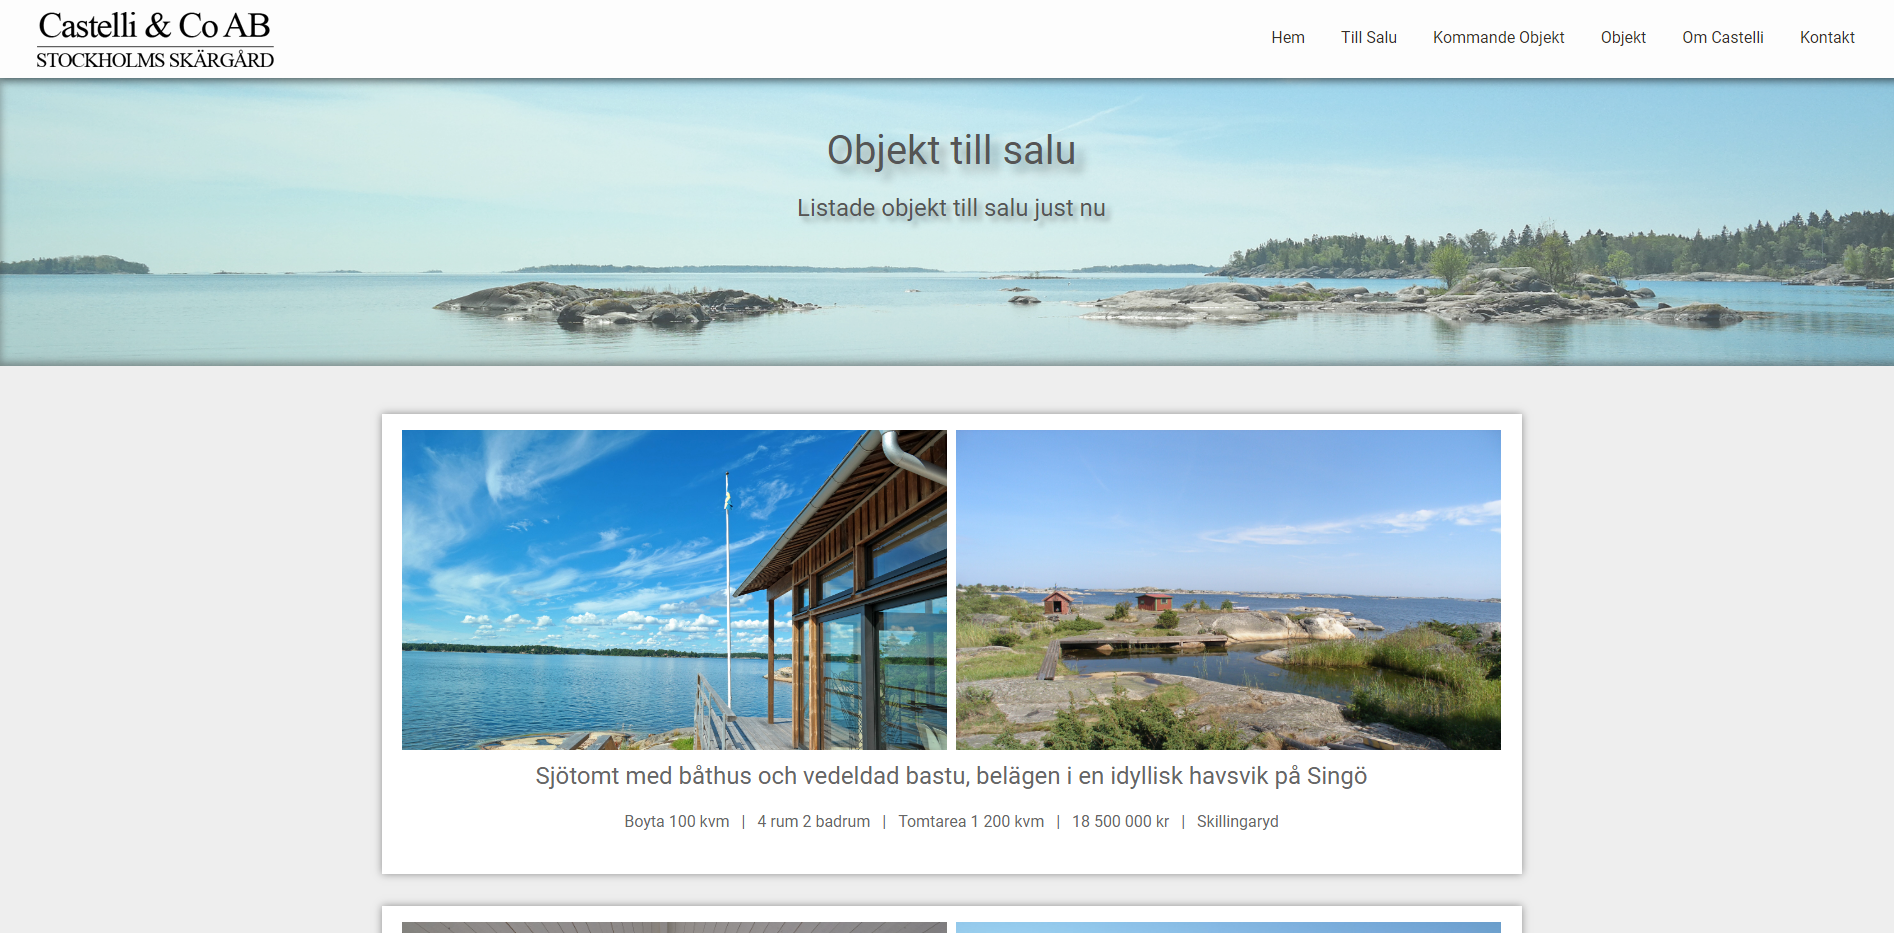 Castelli & Co AB
STOCKHOLMS SKÄRGÅRD
Hem Till Salu Kommande Objekt Objekt Om Castelli Kontakt
Objekt till salu
Listade objekt till salu just nu
Sjötomt med båthus och vedeldad bastu, belägen i en idyllisk havsvik på Singö
Boyta 100 kvm | 4 rum 2 badrum | Tomtarea 1 200 kvm | 18 500 000 kr | Skillingaryd